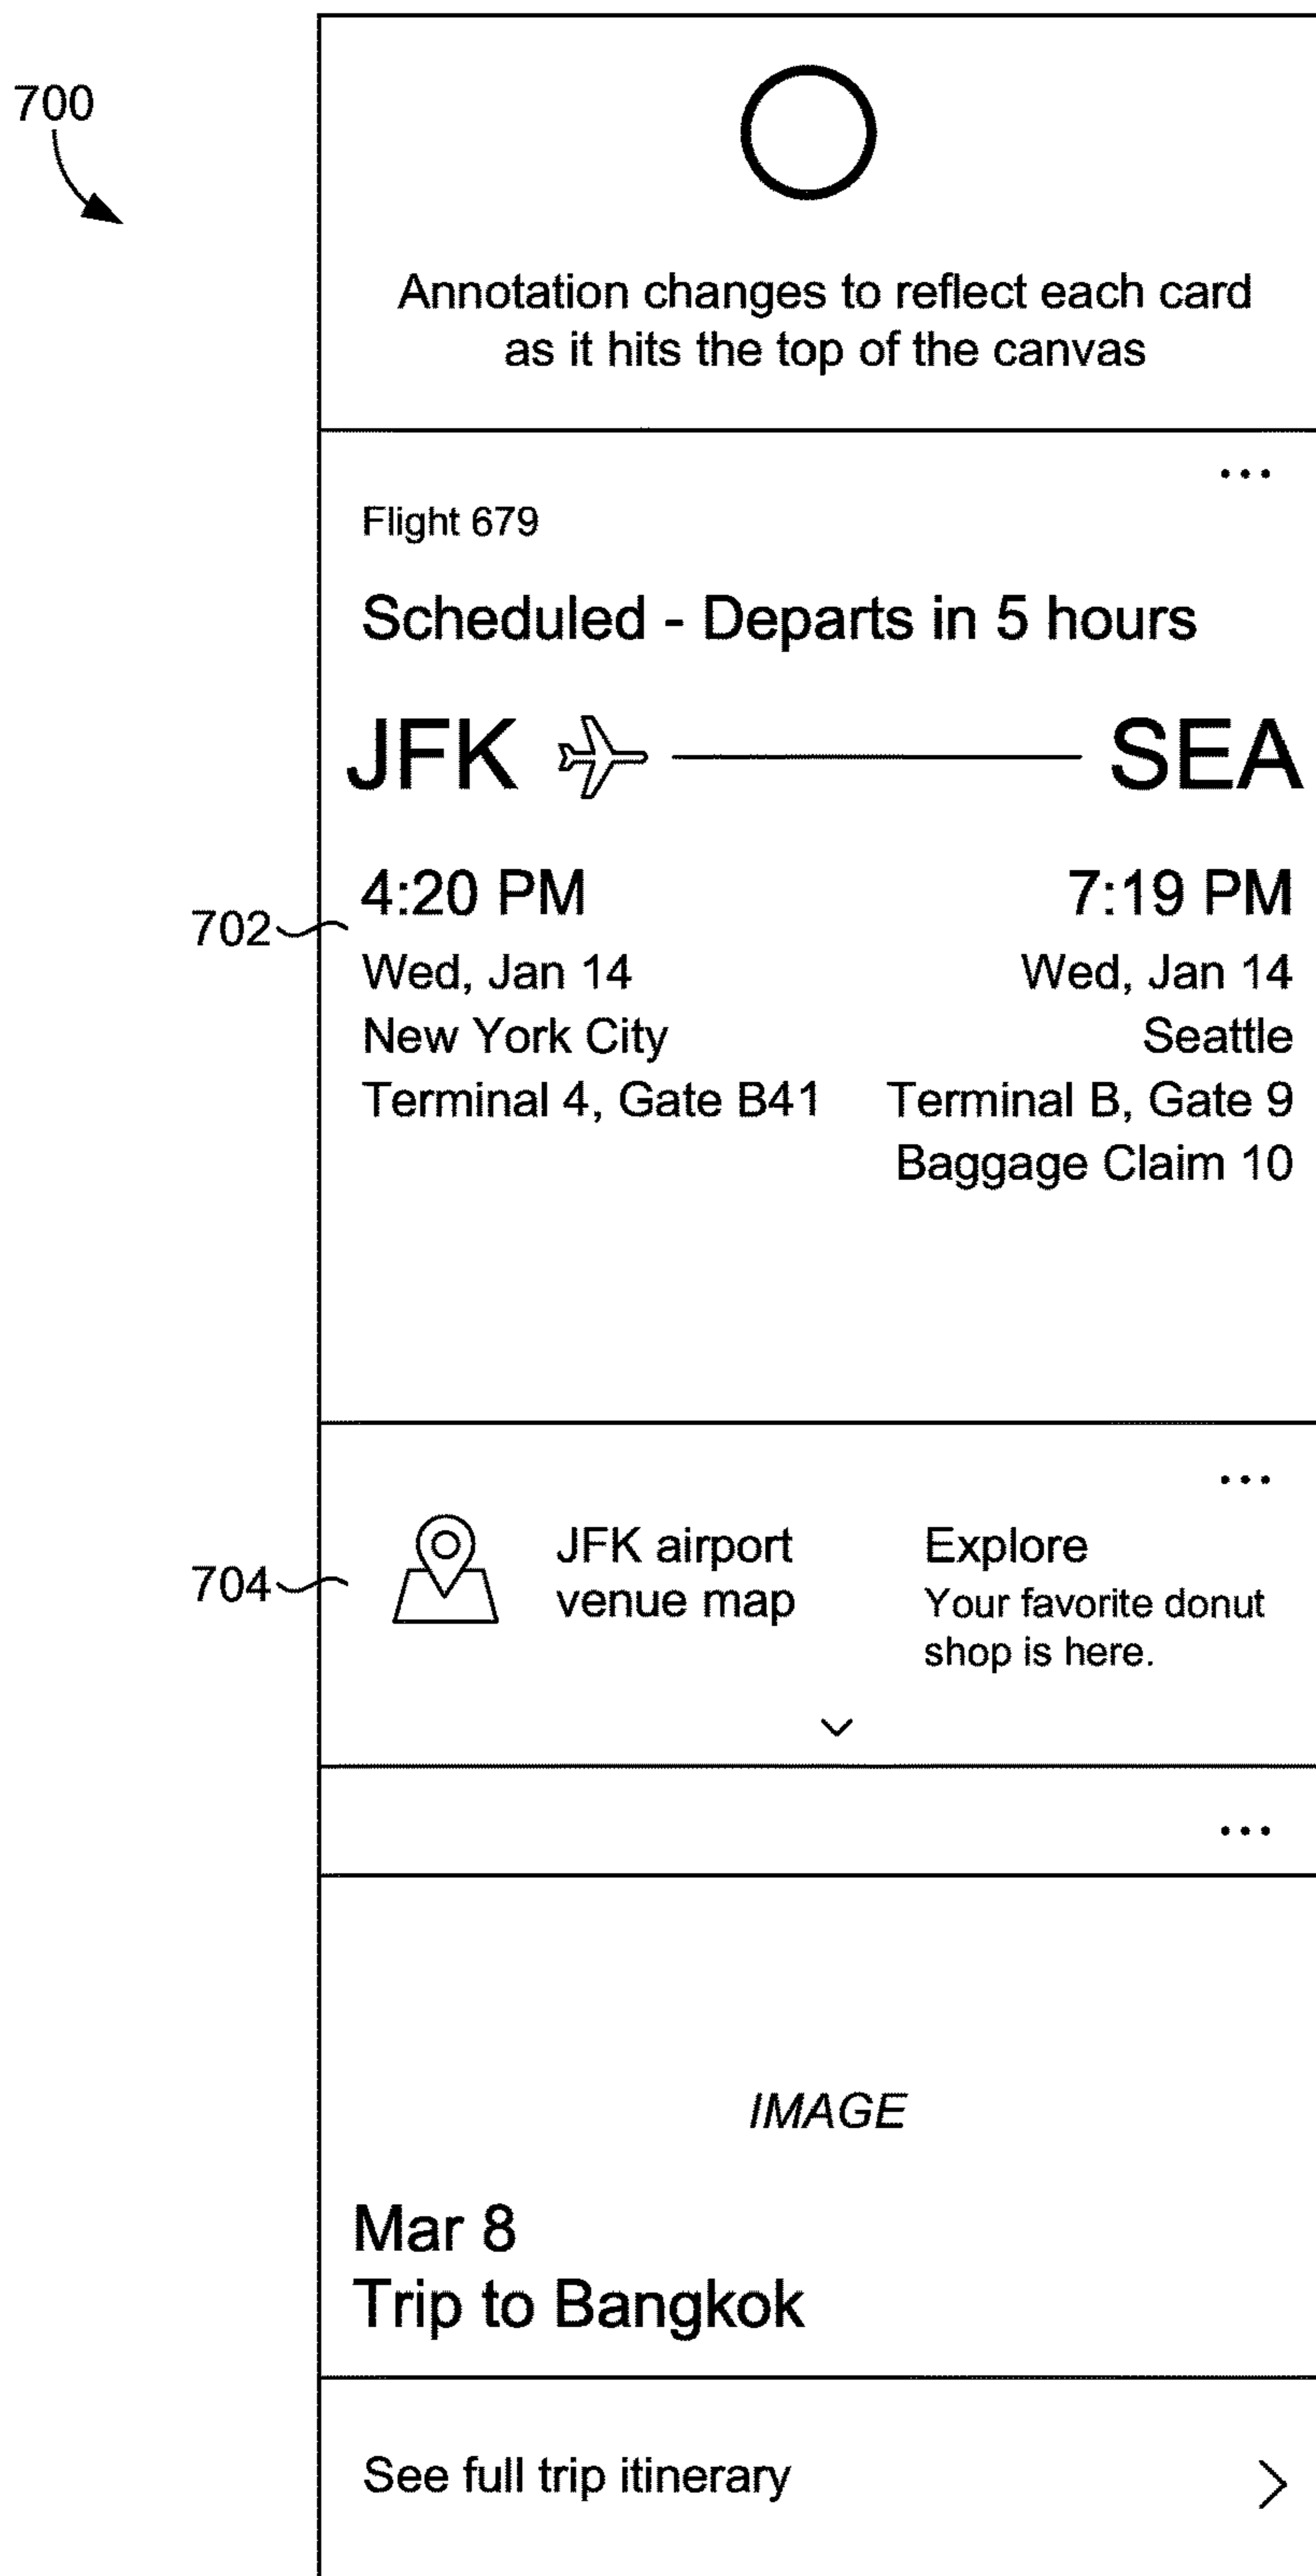 700
Annotation changes to reflect each card
as it hits the top of the canvas
...
Flight 679
Scheduled - Departs in 5 hours
JFK SEA
4:20 PM 7:19 PM
702
Wed, Jan 14 Wed, Jan 14
New York City Seattle
Terminal 4, Gate B41 Terminal B, Gate 9
Baggage Claim 10
...
704
JFK airport Explore
venue map Your favorite donut
shop is here.
...
IMAGE
Mar 8
Trip to Bangkok
See full trip itinerary